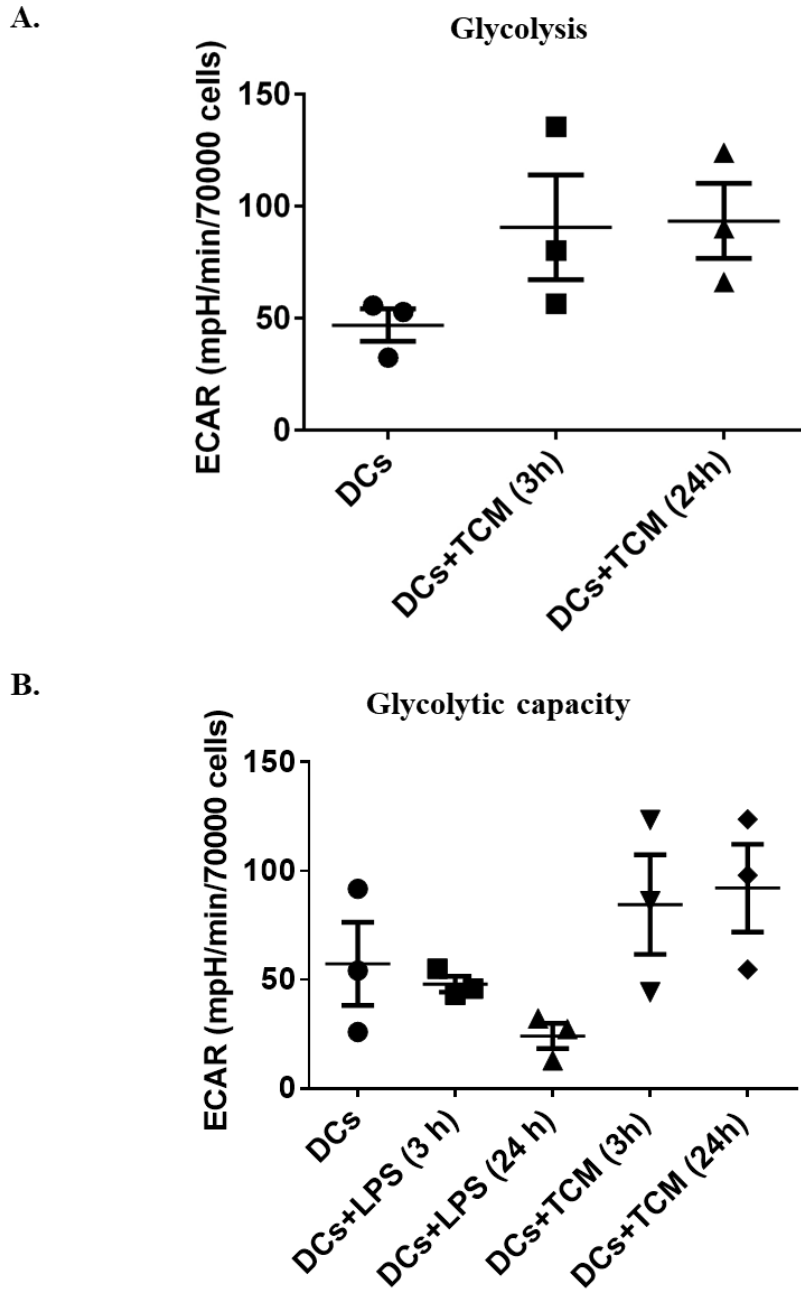 A.
Glycolysis
ECAR (mpH/min/70000 cells)
150
100
50
0
DCs
DCs+TCM (3h)
DCs+TCM (24h)
B.
Glycolytic capacity
ECAR (mpH/min/70000 cells)
150
100
50
0
DCs
DCs+LPS (3 h)
DCs+LPS (24 h)
DCs+TCM (3h)
DCs+TCM (24h)